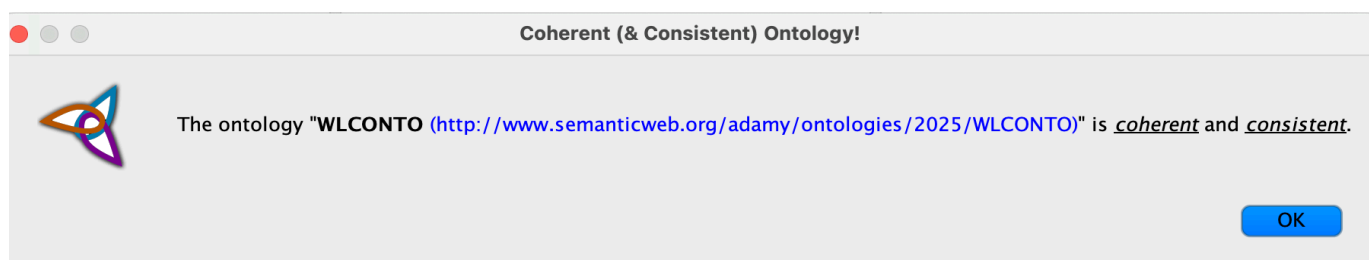 Coherent (& Consistent) Ontology!
The ontology "WLCONTO (http://www.semanticweb.org/adamy/ontologies/2025/WLCONTO)" is coherent and consistent.
OK